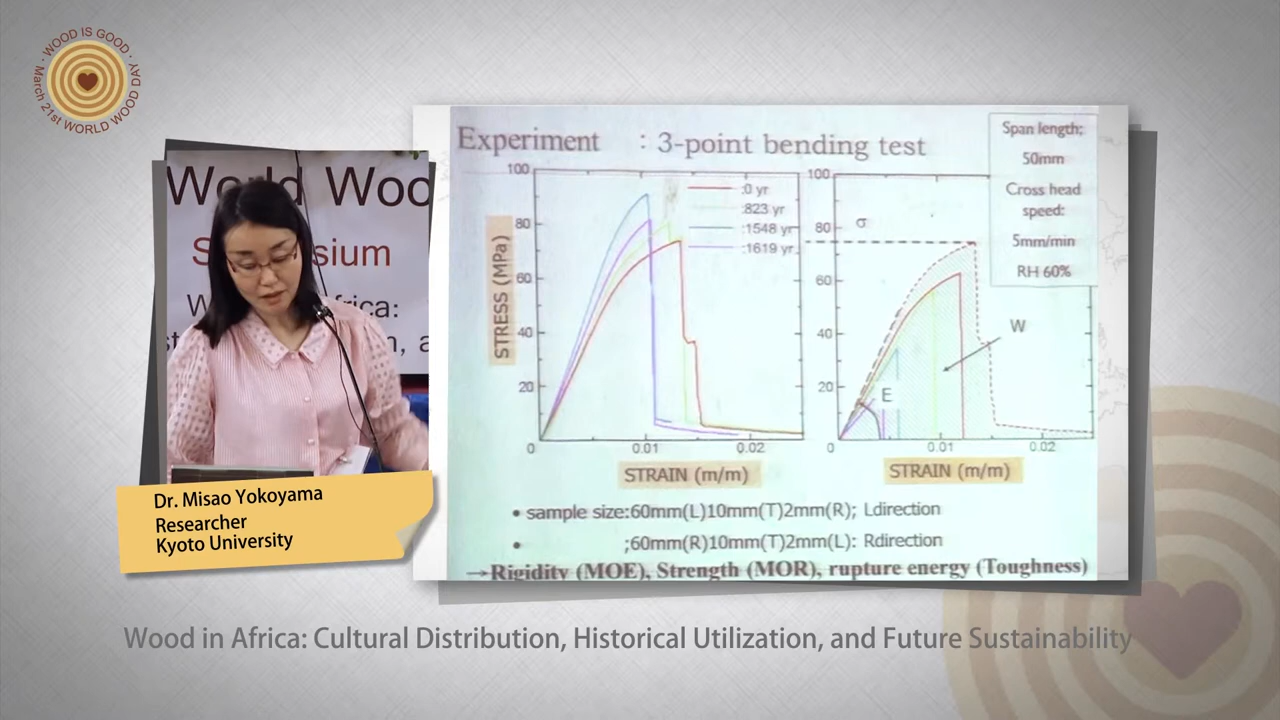 WOOD IS GOOD · DAY
March 21st WORLD WOOD
World Woo
sium
Dr. Misao Yokoyama
Researcher
Kyoto University
Experiment : 3-point bending test
Span length;
50mm
Cross head
speed:
5mm/min
RH 60%
STRESS (MPa)
100
80
60
40
20
0
0.01
0.02
STRAIN (m/m)
:0 yr
:823 yr
:1548 yr
:1619 yr
100
80
60
40
20
0
0.01
0.02
σ
W
E
STRAIN (m/m)
• sample size:60mm(L)10mm(T)2mm(R); Ldirection
• ;60mm(R)10mm(T)2mm(L): Rdirection
→Rigidity (MOE), Strength (MOR), rupture energy (Toughness)
Wood in Africa: Cultural Distribution, Historical Utilization, and Future Sustainability